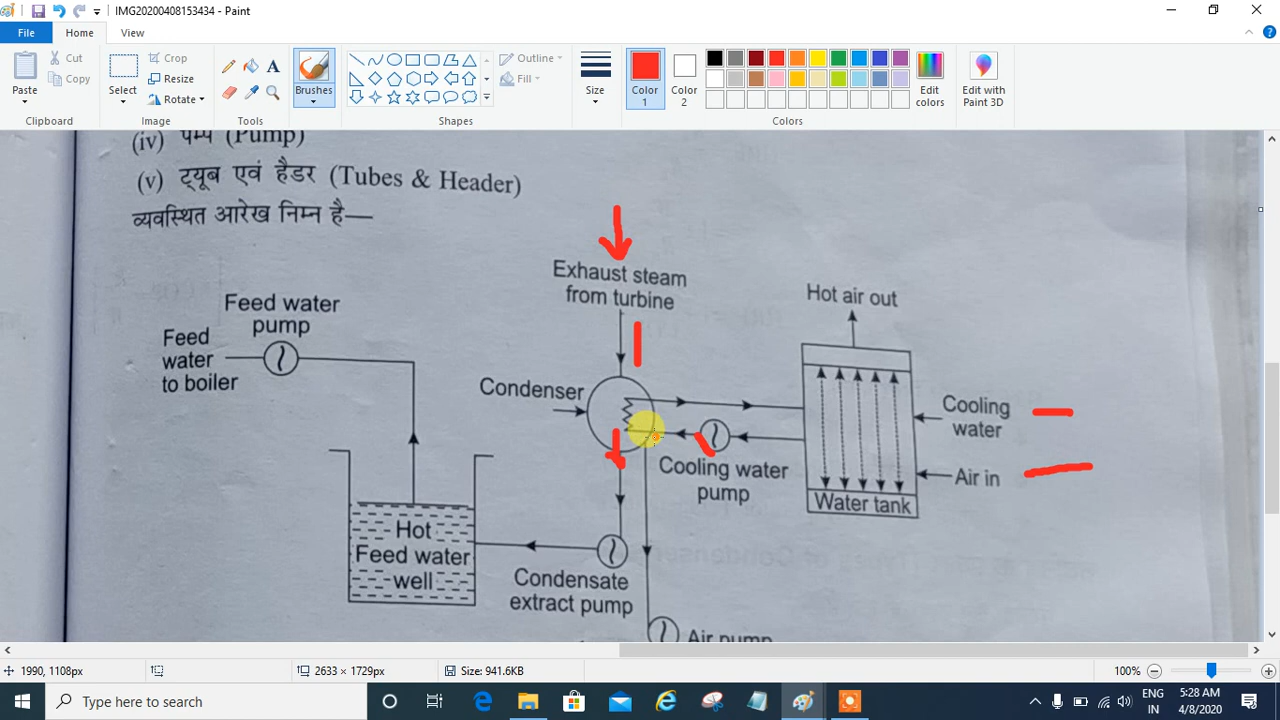 IMG20200408153434 - Paint
File
Home
View
Paste
Cut
Copy
Clipboard
Select
Crop
Resize
Rotate
Image
Tools
Brushes
Shapes
Outline
Fill
Size
Color 1
Color 2
Edit colors
Edit with Paint 3D
Colors
(iv) पम्प (Pump)
(v) ट्यूब एवं हैडर (Tubes & Header)
व्यवस्थित आरेख निम्न है—
Exhaust steam
from turbine
Hot air out
Feed water
pump
Feed
water
to boiler
Condenser
Cooling
water
Cooling water
pump
Air in
Water tank
Hot
Feed water
well
Condensate
extract pump
Air pump
1990, 1108px
2633 × 1729px
Size: 941.6KB
100%
Type here to search
ENG
IN
5:28 AM
4/8/2020